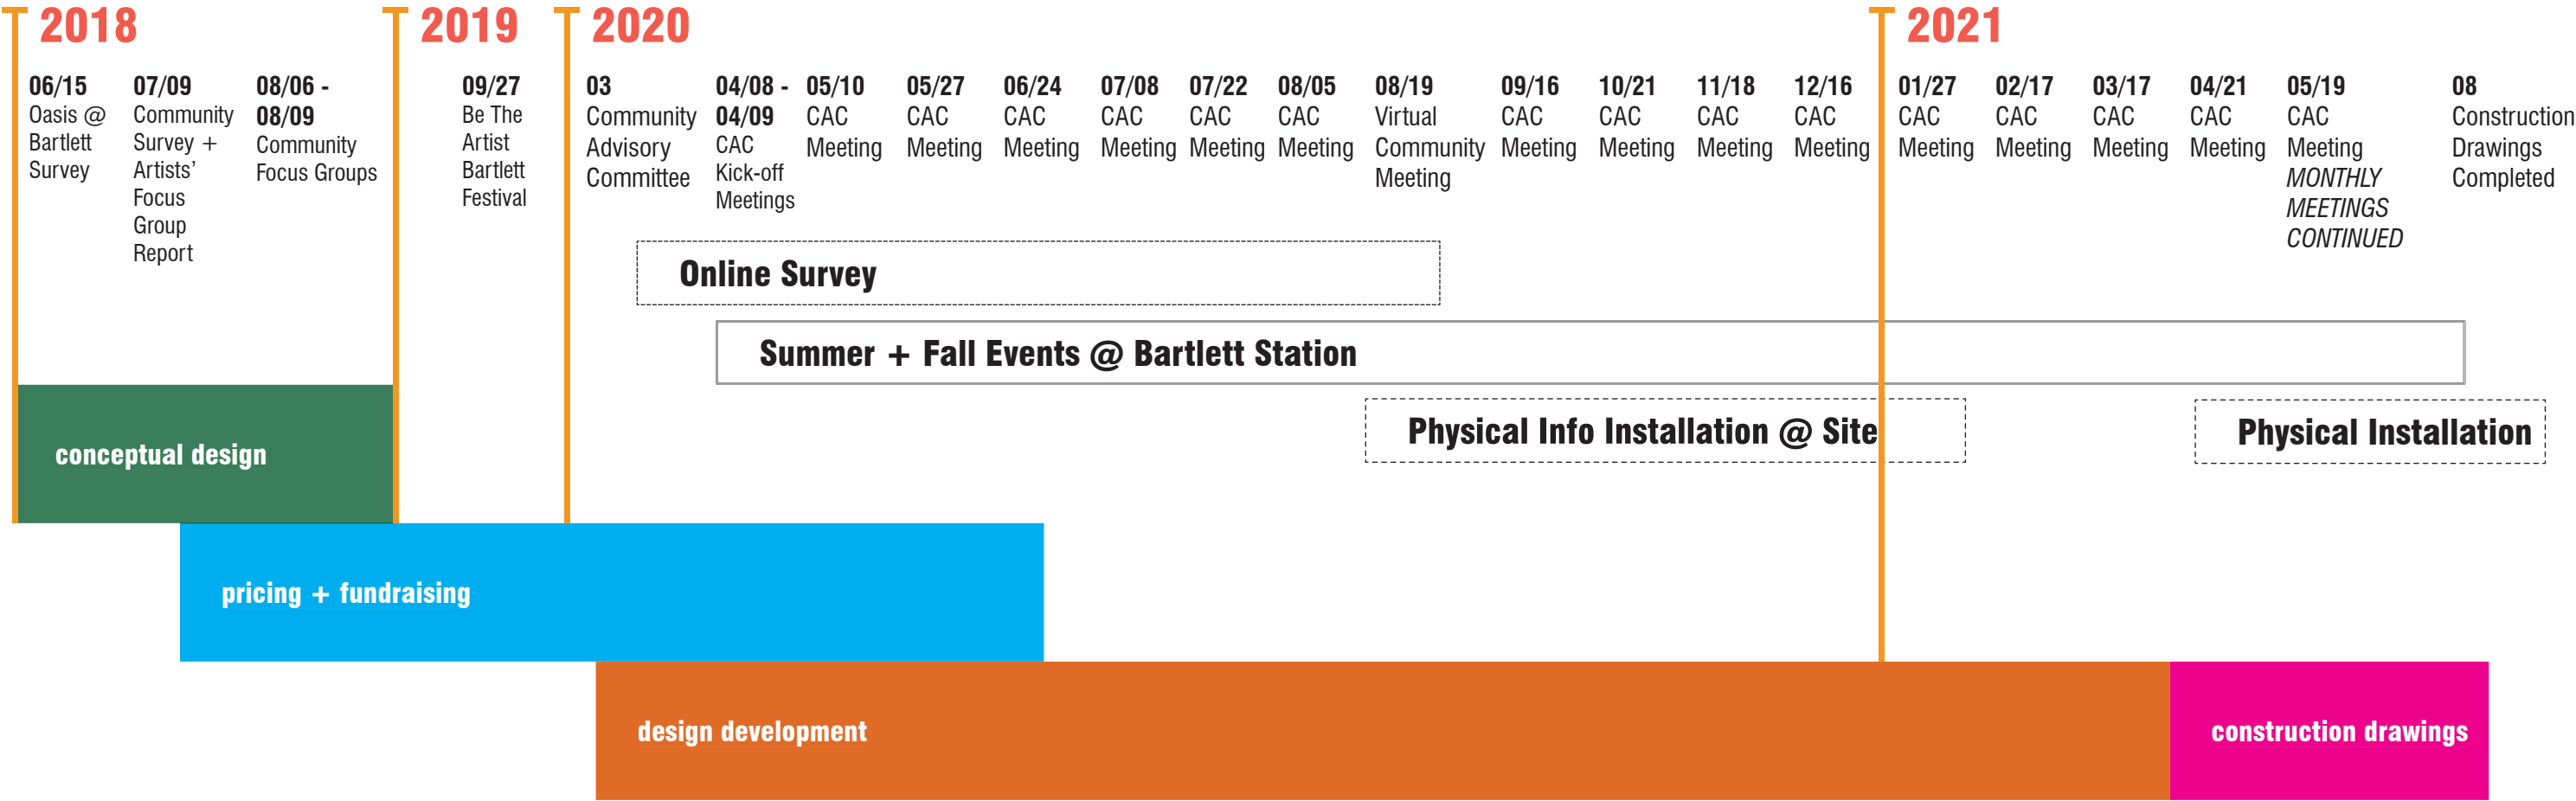 2018
2019
2020
2021
06/15
Oasis @
Bartlett
Survey
07/09
Community
Survey +
Artists’
Focus
Group
Report
08/06 -
08/09
Community
Focus Groups
09/27
Be The
Artist
Bartlett
Festival
03
Community
Advisory
Committee
04/08 -
04/09
CAC
Kick-off
Meetings
05/10
CAC
Meeting
05/27
CAC
Meeting
06/24
CAC
Meeting
07/08
CAC
Meeting
07/22
CAC
Meeting
08/05
CAC
Meeting
08/19
Virtual
Community
Meeting
09/16
CAC
Meeting
10/21
CAC
Meeting
11/18
CAC
Meeting
12/16
CAC
Meeting
01/27
CAC
Meeting
02/17
CAC
Meeting
03/17
CAC
Meeting
04/21
CAC
Meeting
05/19
CAC
Meeting
MONTHLY
MEETINGS
CONTINUED
08
Construction
Drawings
Completed
Online Survey
Summer + Fall Events @ Bartlett Station
Physical Info Installation @ Site
Physical Installation
conceptual design
pricing + fundraising
design development
construction drawings